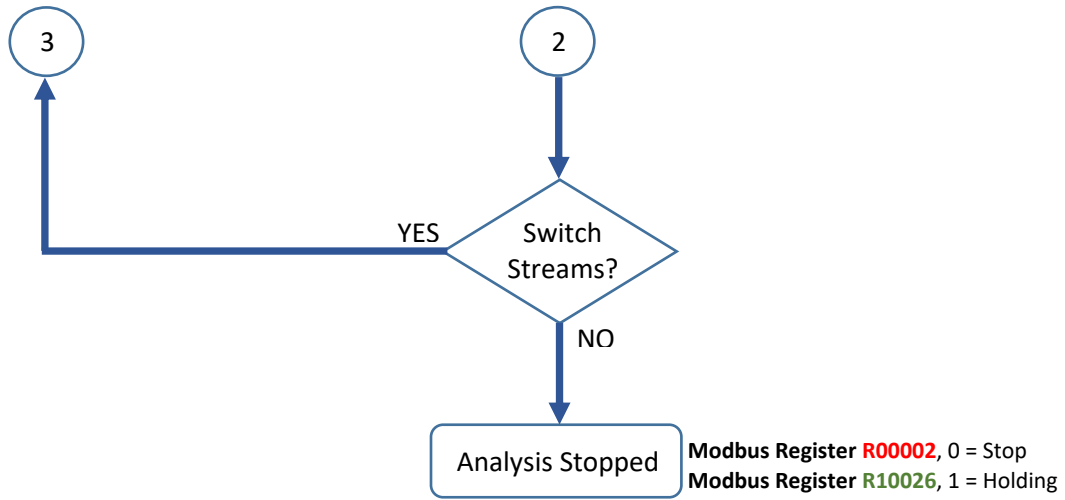 3
2
YES
Switch
Streams?
NO
Analysis Stopped
Modbus Register R00002, 0 = Stop
Modbus Register R10026, 1 = Holding